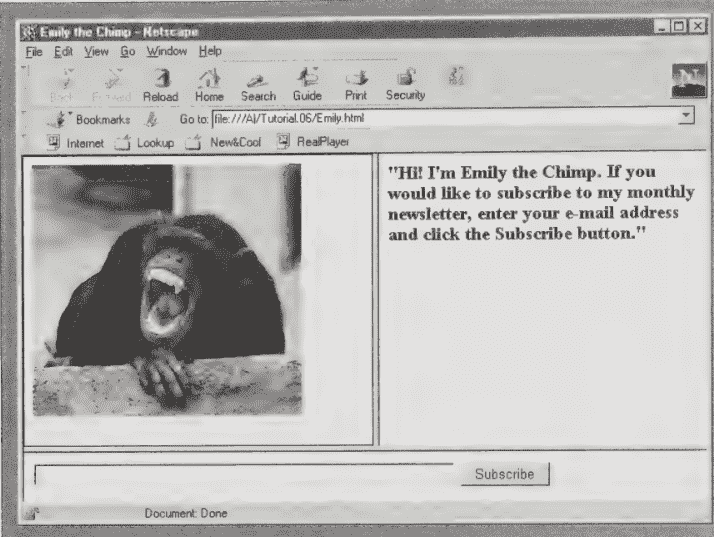 Emily the Chimp - Netscape
File Edit View Go Window Help
Back Forward Reload Home Search Guide Print Security
N
Bookmarks Go to: file:///A|/Tutorial.06/Emily.html
Internet Lookup New&Cool RealPlayer
"Hi! I'm Emily the Chimp. If you
would like to subscribe to my monthly
newsletter, enter your e-mail address
and click the Subscribe button."
Subscribe
Document: Done